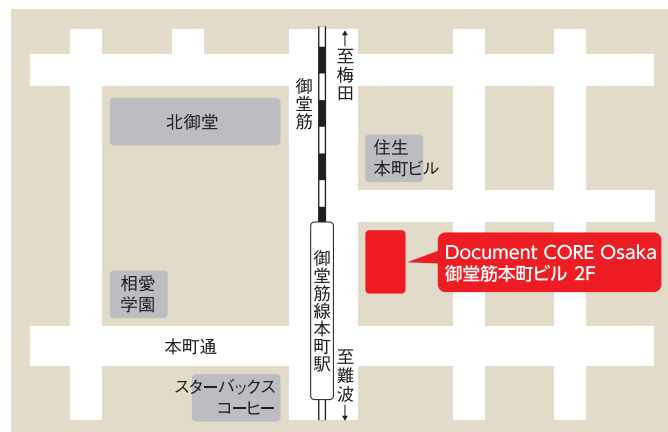 至梅田
御堂筋
北御堂
住生
本町ビル
Document CORE Osaka
御堂筋本町ビル 2F
御堂筋線本町駅
相愛
学園
本町通
至難波
スターバックス
コーヒー